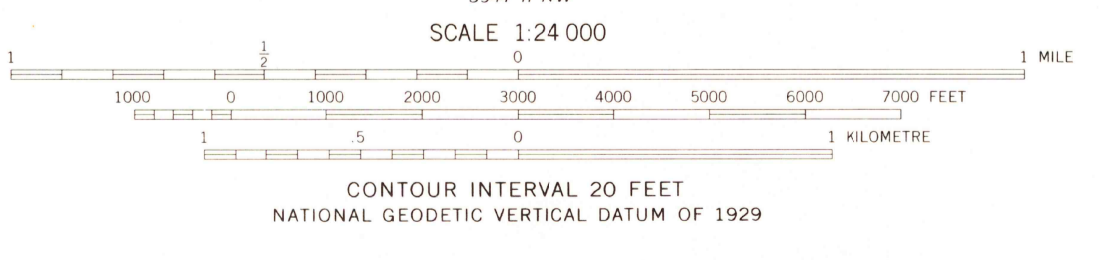 SCALE 1:24 000
1 1/2 0 1 MILE
1000 0 1000 2000 3000 4000 5000 6000 7000 FEET
1 .5 0 1 KILOMETRE
CONTOUR INTERVAL 20 FEET
NATIONAL GEODETIC VERTICAL DATUM OF 1929